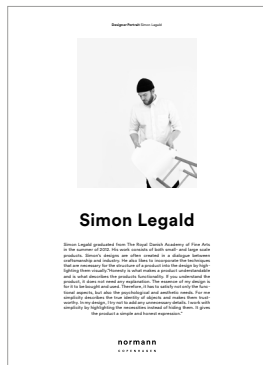 Designer Portrait Simon Legald
Simon Legald
Simon Legald graduated from The Royal Danish Academy of Fine Arts
in the summer of 2012. His work consists of both small- and large scale
products. Simon's designs are often created in a dialogue between
craftsmanship and industry. He also likes to incorporate the techniques
that are necessary for the structure of a product into the design by high-
lighting them visually."Honesty is what makes a product understandable
and is what describes the products functionality. If you understand the
product, it does not need any explanation. The essence of my design is
for it to be bought and used. Therefore, it has to satisfy not only the func-
tional aspects, but also the psychological and aesthetic needs. For me
simplicity describes the true identity of objects and makes them trust-
worthy. In my design, I try not to add any unnecessary details. I work with
simplicity by highlighting the necessities instead of hiding them. It gives
the product a simple and honest expression."
normann
COPENHAGEN